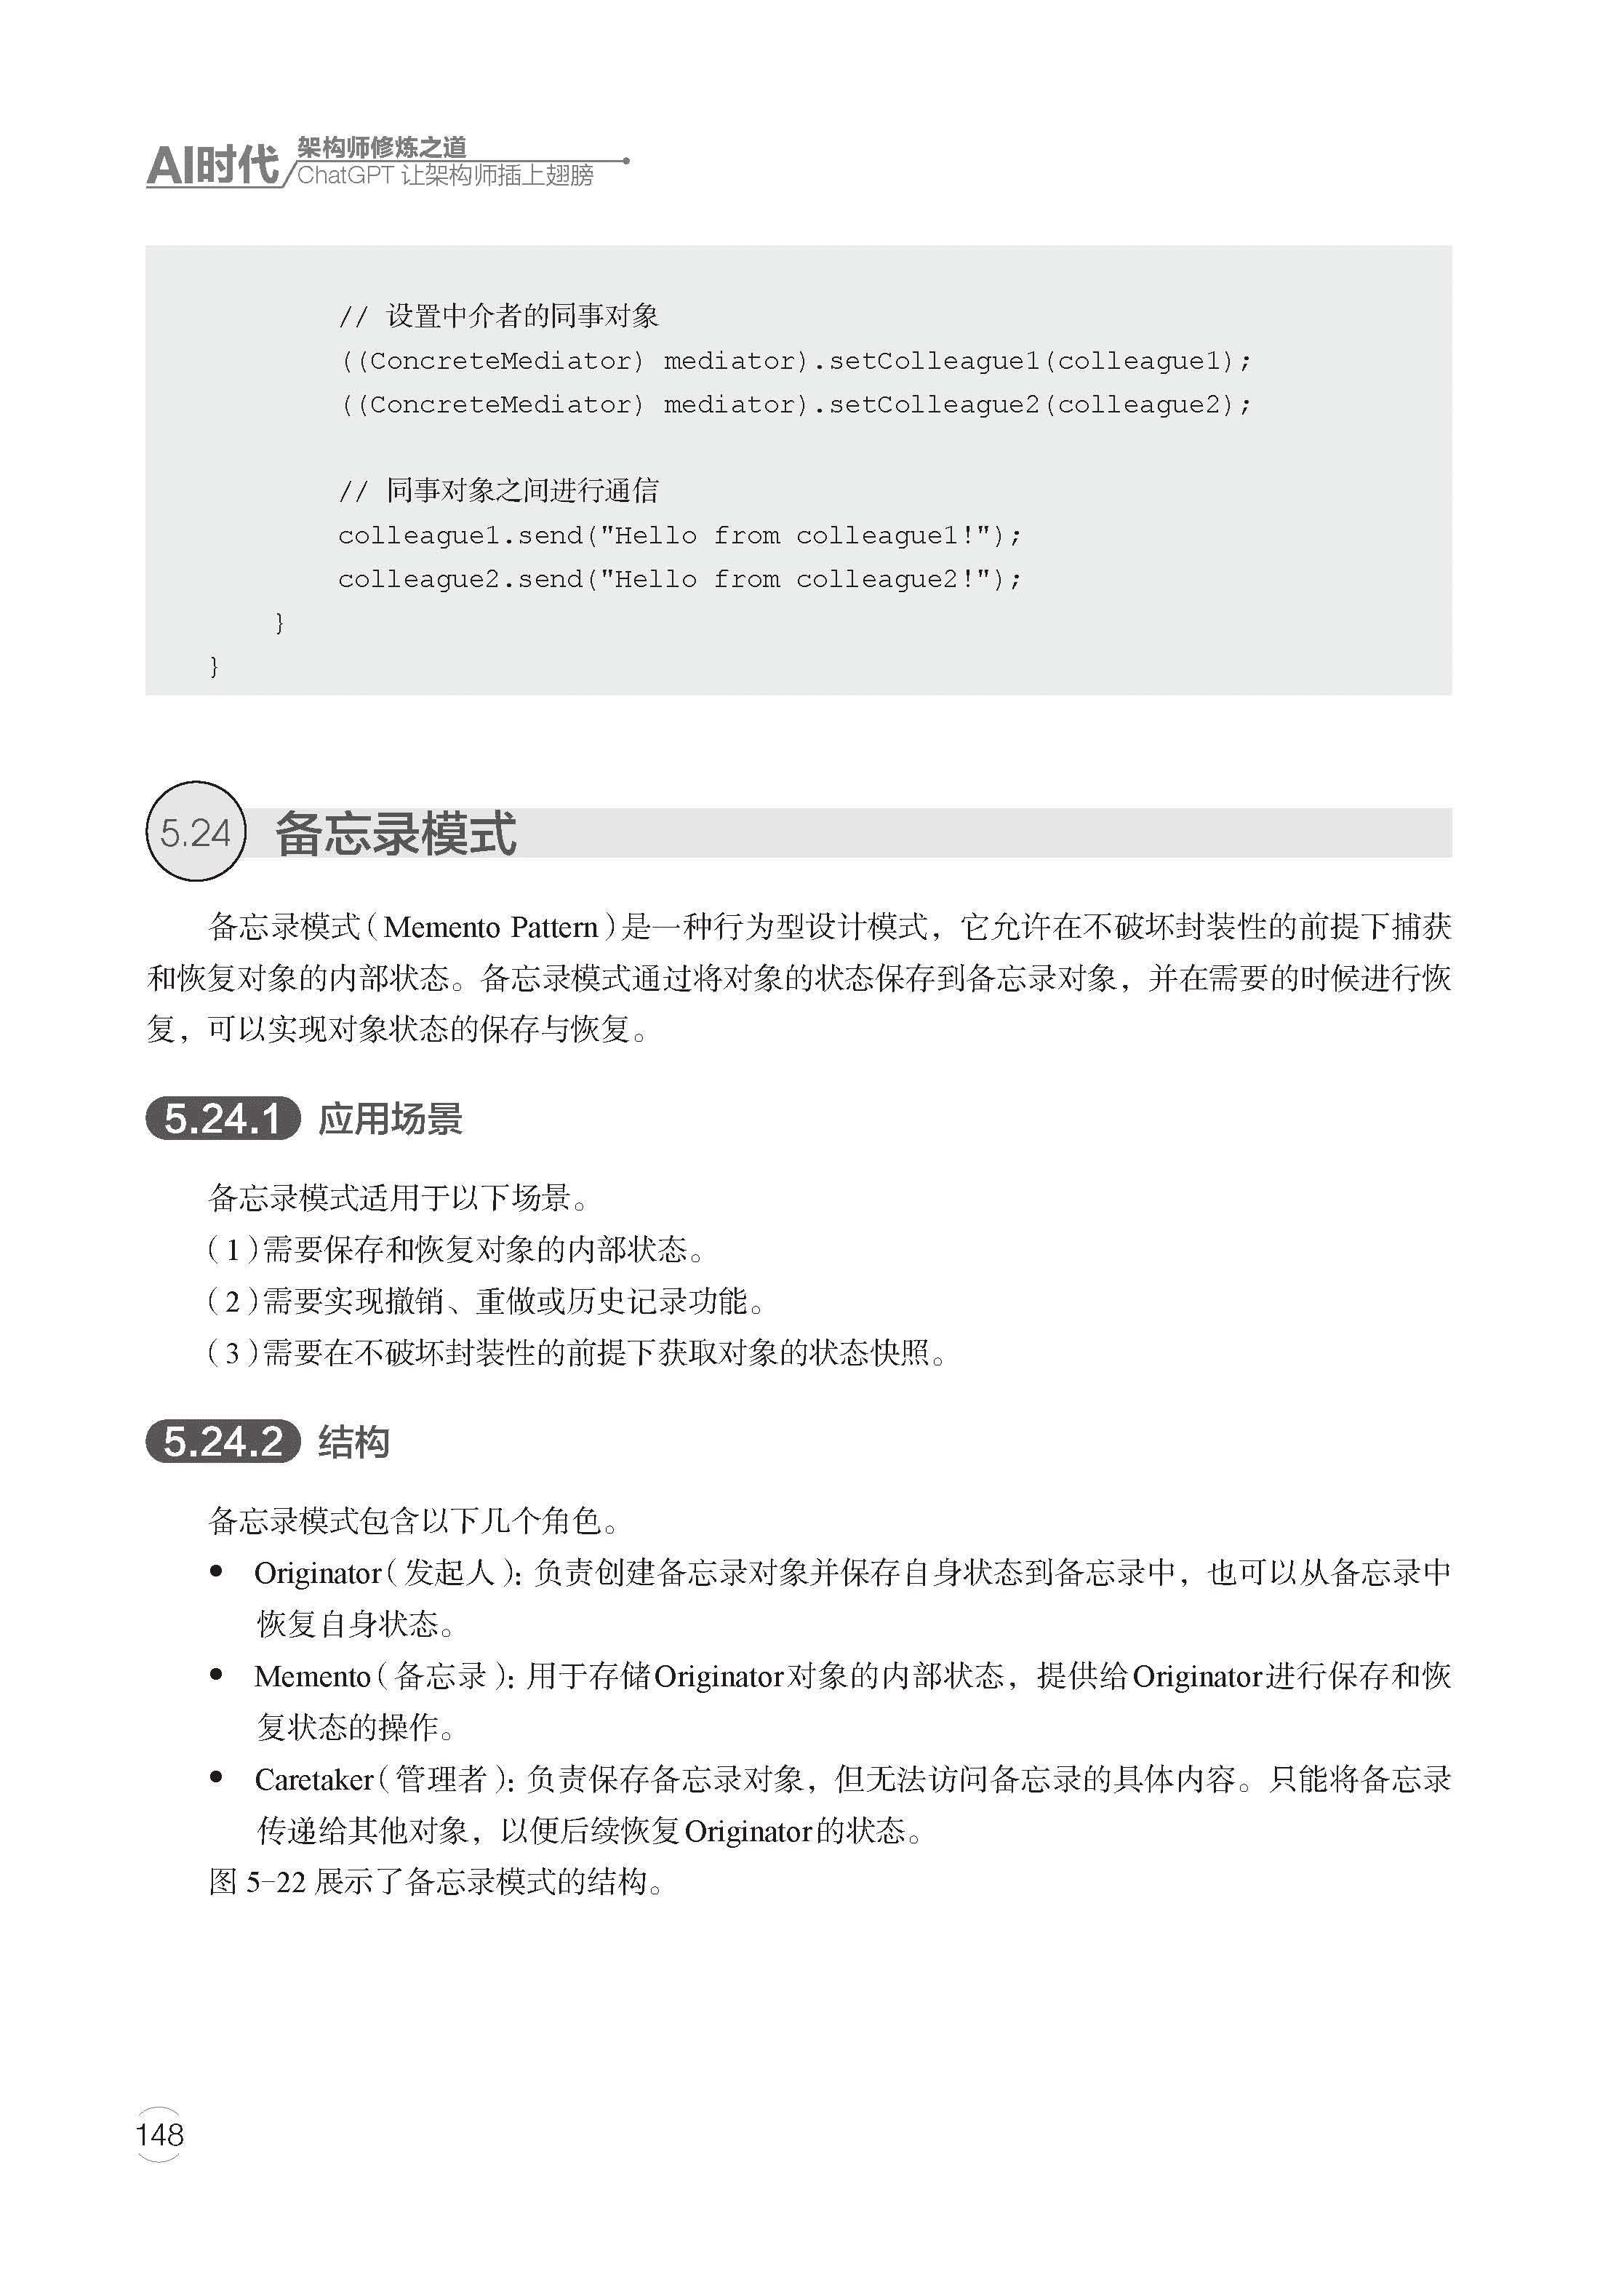 AI时代
架构师修炼之道
ChatGPT 让架构师插上翅膀
// 设置中介者的同事对象
((ConcreteMediator) mediator).setColleague1(colleague1);
((ConcreteMediator) mediator).setColleague2(colleague2);
// 同事对象之间进行通信
colleague1.send("Hello from colleague1!");
colleague2.send("Hello from colleague2!");
}
}
5.24 备忘录模式
备忘录模式（Memento Pattern）是一种行为型设计模式，它允许在不破坏封装性的前提下捕获
和恢复对象的内部状态。备忘录模式通过将对象的状态保存到备忘录对象，并在需要的时候进行恢
复，可以实现对象状态的保存与恢复。
5.24.1 应用场景
备忘录模式适用于以下场景。
（1）需要保存和恢复对象的内部状态。
（2）需要实现撤销、重做或历史记录功能。
（3）需要在不破坏封装性的前提下获取对象的状态快照。
5.24.2 结构
备忘录模式包含以下几个角色。
• Originator（发起人）：负责创建备忘录对象并保存自身状态到备忘录中，也可以从备忘录中
恢复自身状态。
• Memento（备忘录）：用于存储Originator对象的内部状态，提供给Originator进行保存和恢
复状态的操作。
• Caretaker（管理者）：负责保存备忘录对象，但无法访问备忘录的具体内容。只能将备忘录
传递给其他对象，以便后续恢复Originator的状态。
图 5-22 展示了备忘录模式的结构。
148